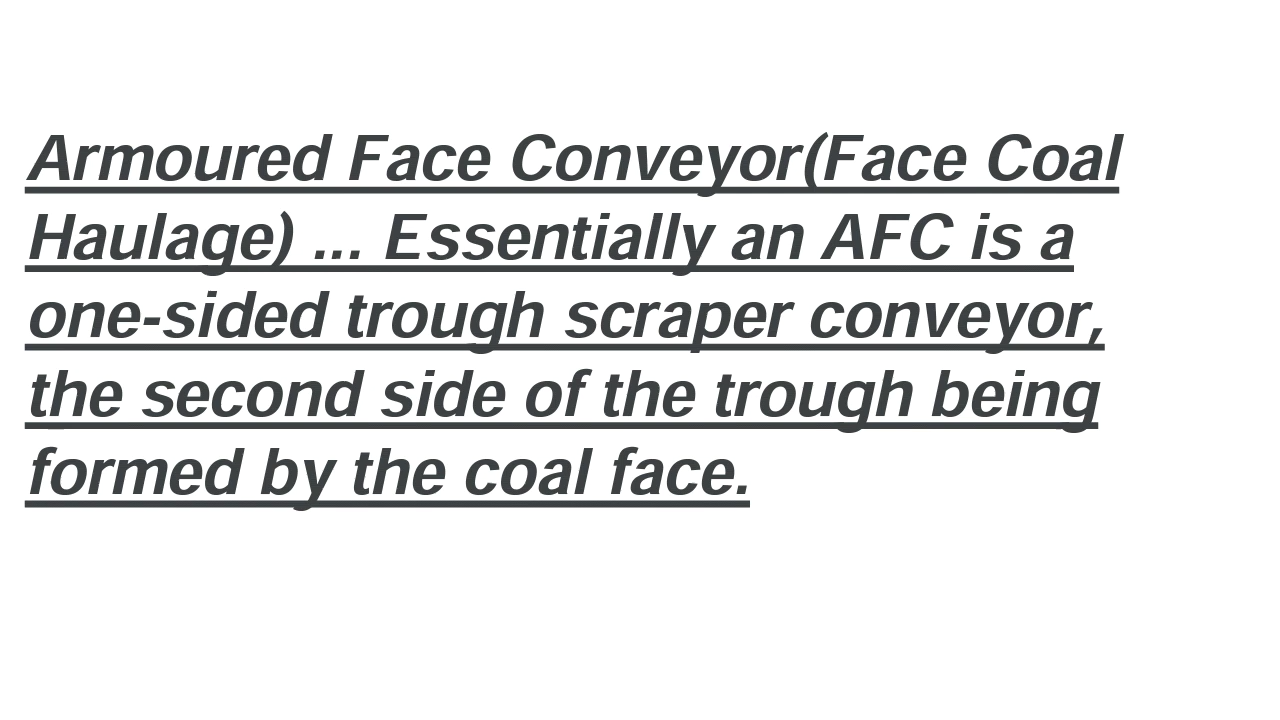 Armoured Face Conveyor(Face Coal
Haulage) ... Essentially an AFC is a
one-sided trough scraper conveyor,
the second side of the trough being
formed by the coal face.